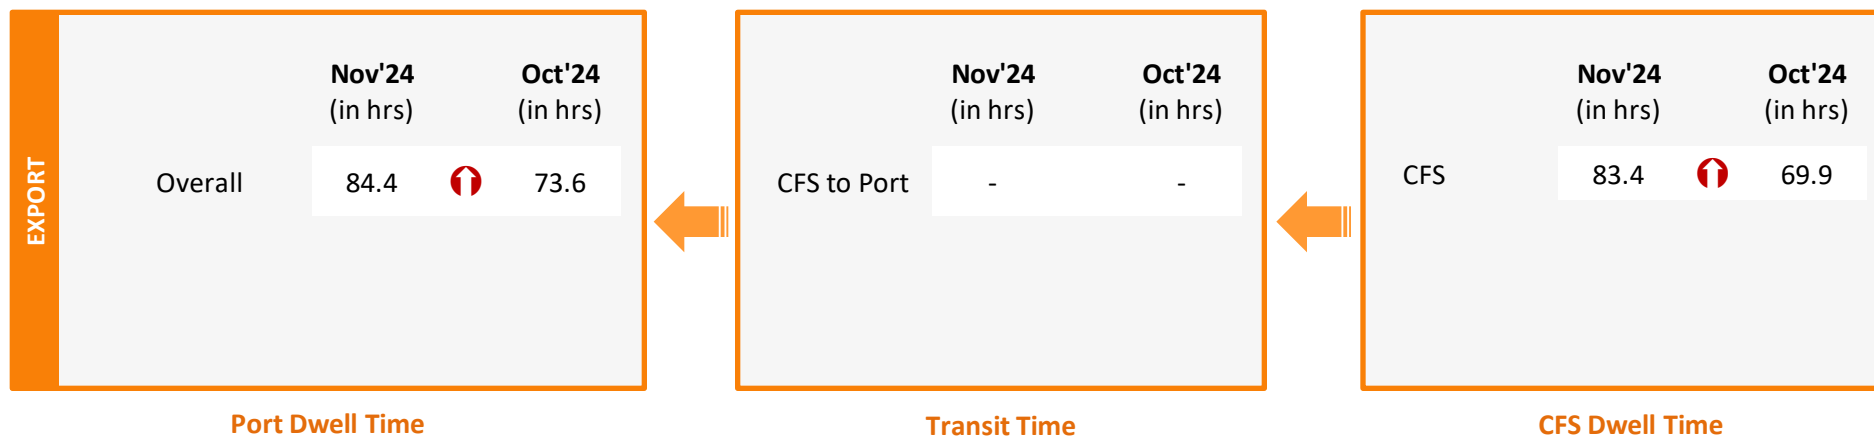 EXPORT
Nov'24 Oct'24
(in hrs) (in hrs)
Overall 84.4 73.6
Port Dwell Time
Nov'24 Oct'24
(in hrs) (in hrs)
CFS to Port - -
Transit Time
Nov'24 Oct'24
(in hrs) (in hrs)
CFS 83.4 69.9
CFS Dwell Time